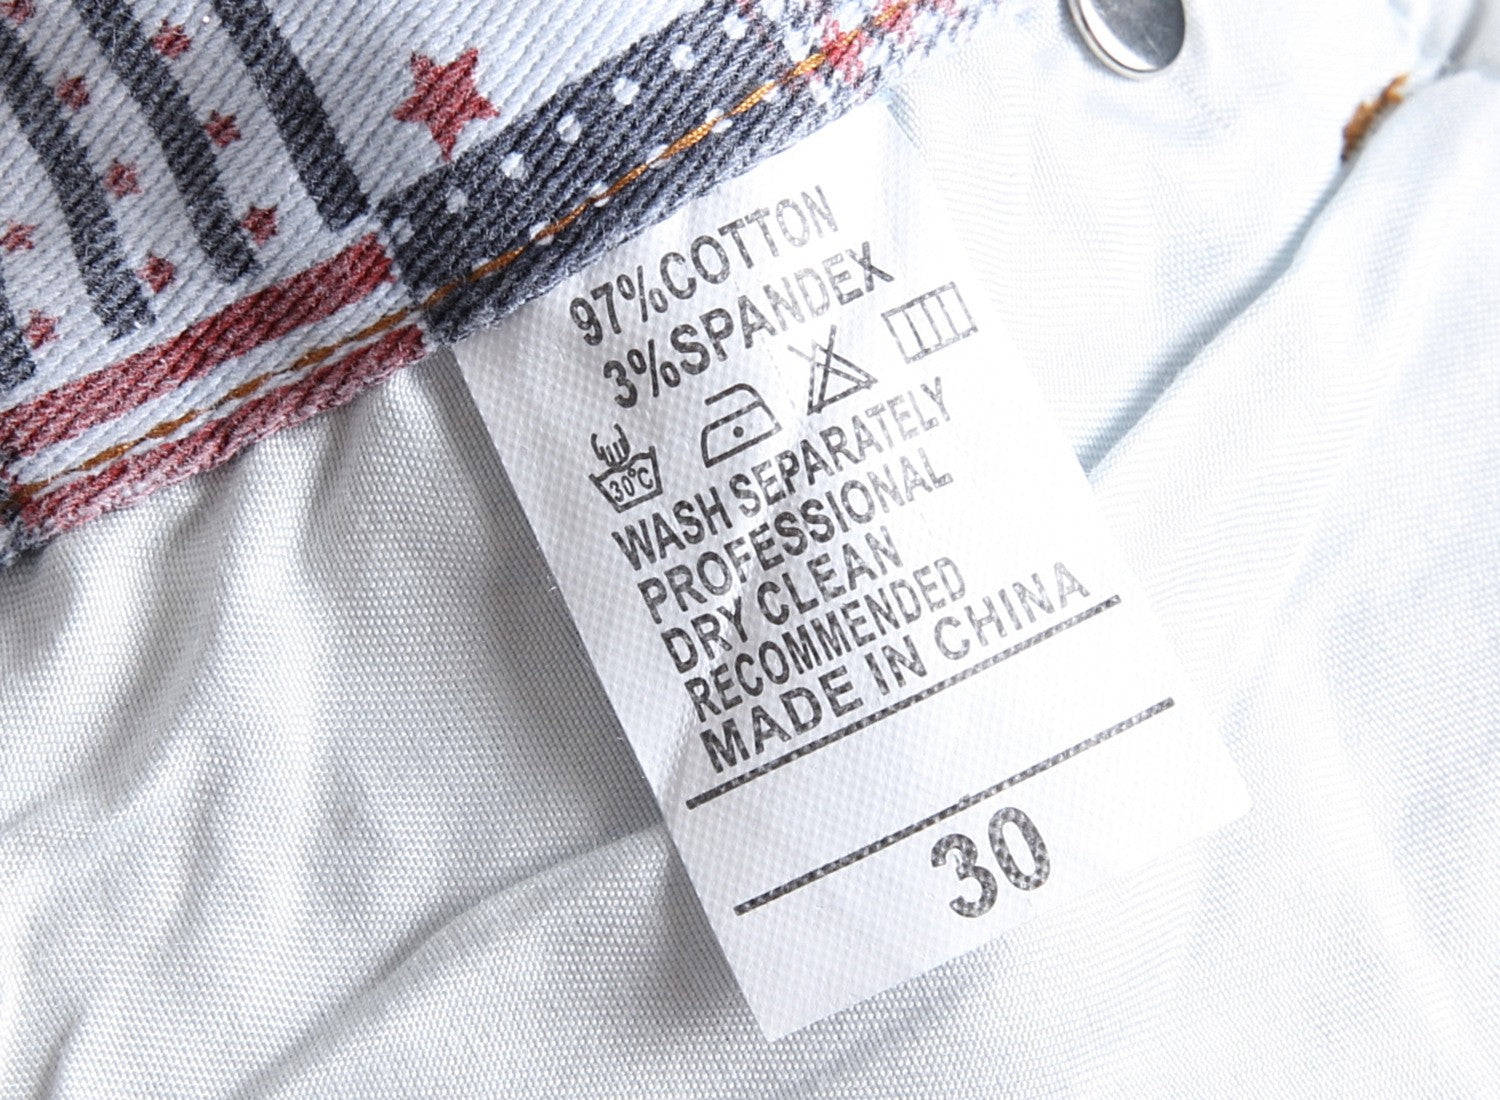 97%COTTON
3%SPANDEX
30°C
WASH SEPARATELY
PROFESSIONAL
DRY CLEAN
RECOMMENDED
MADE IN CHINA
30